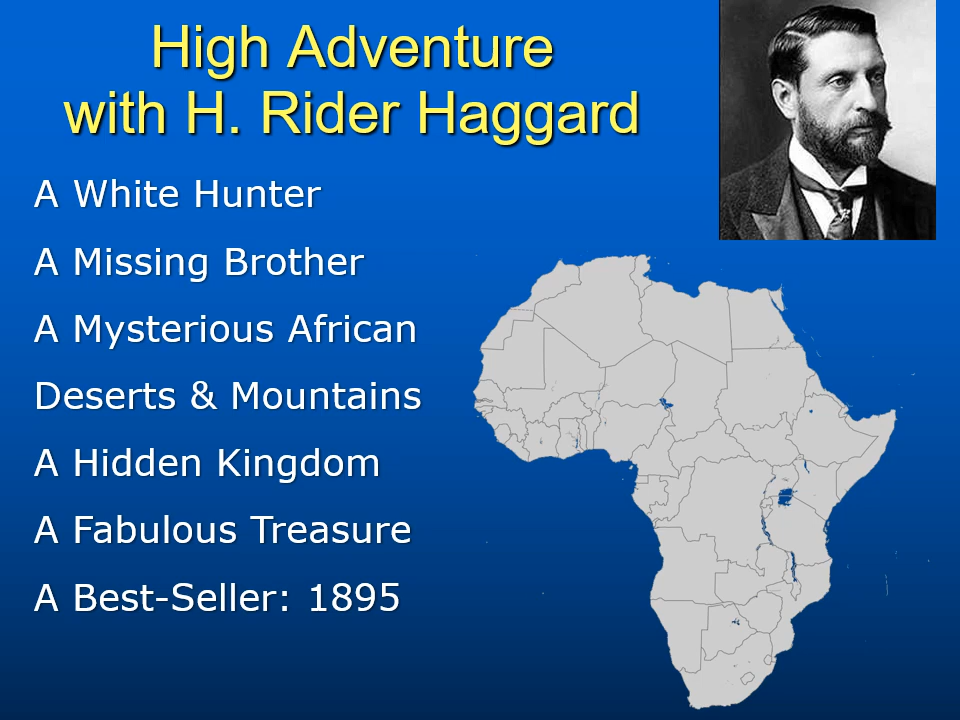 High Adventure
with H. Rider Haggard
A White Hunter
A Missing Brother
A Mysterious African
Deserts & Mountains
A Hidden Kingdom
A Fabulous Treasure
A Best-Seller: 1895